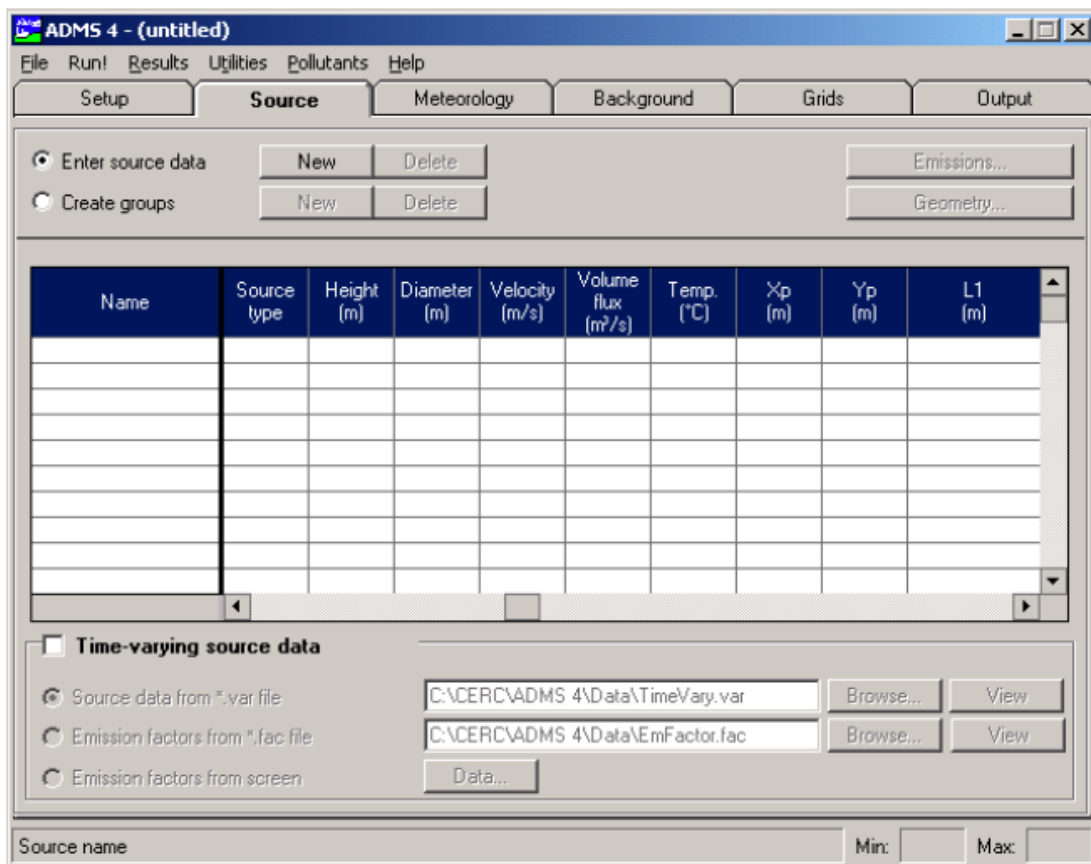 ADMS 4 - (untitled)
File Run! Results Utilities Pollutants Help
Setup Source Meteorology Background Grids Output
Enter source data New Delete Emissions...
Create groups New Delete Geometry...
Name Source type Height (m) Diameter (m) Velocity (m/s) Volume flux (m³/s) Temp. (°C) Xp (m) Yp (m) L1 (m)
Time-varying source data
Source data from *.var file C:\CERC\ADMS 4\Data\TimeVary.var Browse... View
Emission factors from *.fac file C:\CERC\ADMS 4\Data\EmFactor.fac Browse... View
Emission factors from screen Data...
Source name Min: Max: